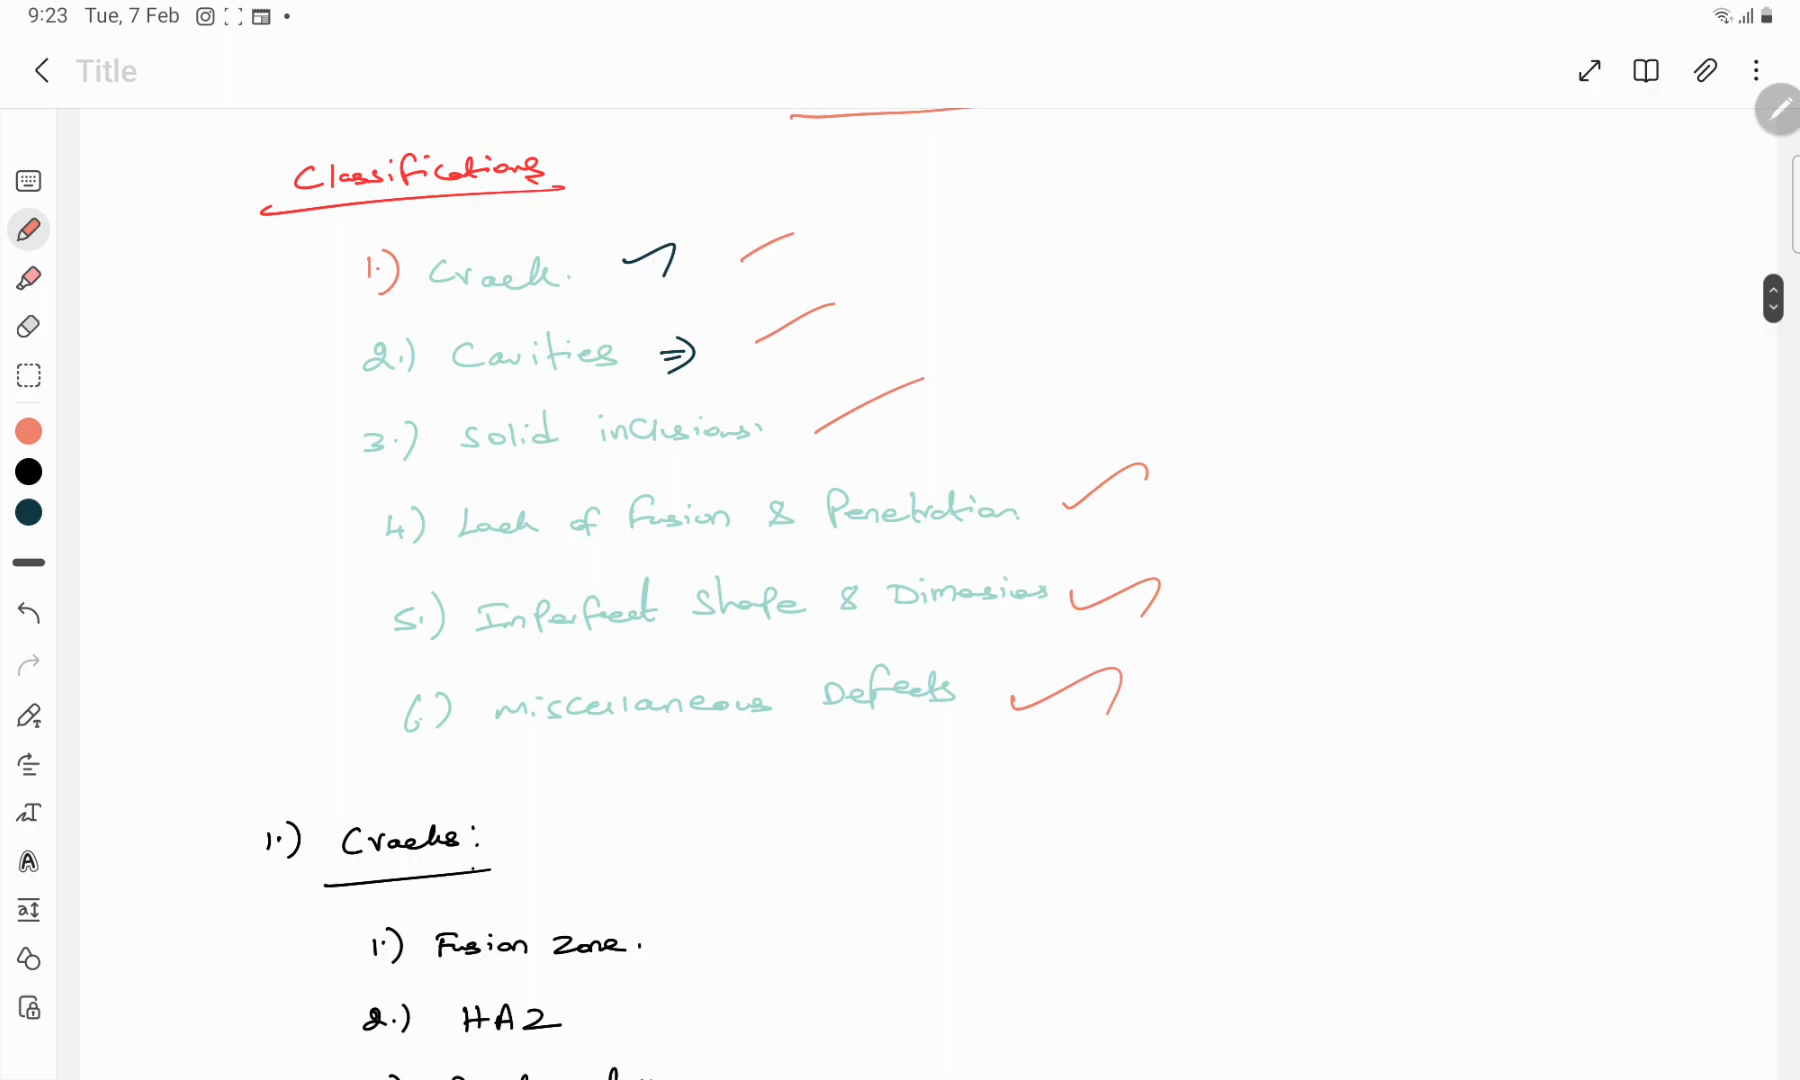 9:23 Tue, 7 Feb
Title
Classifications
1.) Crack.
2.) Cavities ⇒
3.) Solid inclusions.
4) Lack of Fusion & Penetration
5.) Imperfect Shape & Dimesios
6.) miscellaneous Defects
1.) Cracks:
1.) Fusion Zone.
2.) HAZ